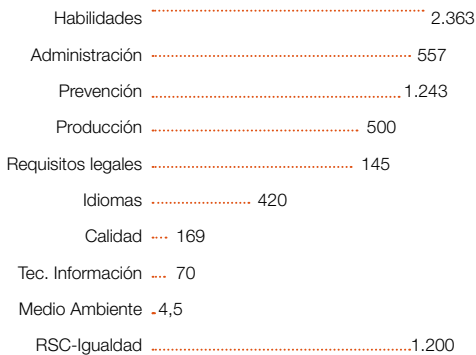 Habilidades 2.363
Administración 557
Prevención 1.243
Producción 500
Requisitos legales 145
Idiomas 420
Calidad 169
Tec. Información 70
Medio Ambiente 4,5
RSC-Igualdad 1.200